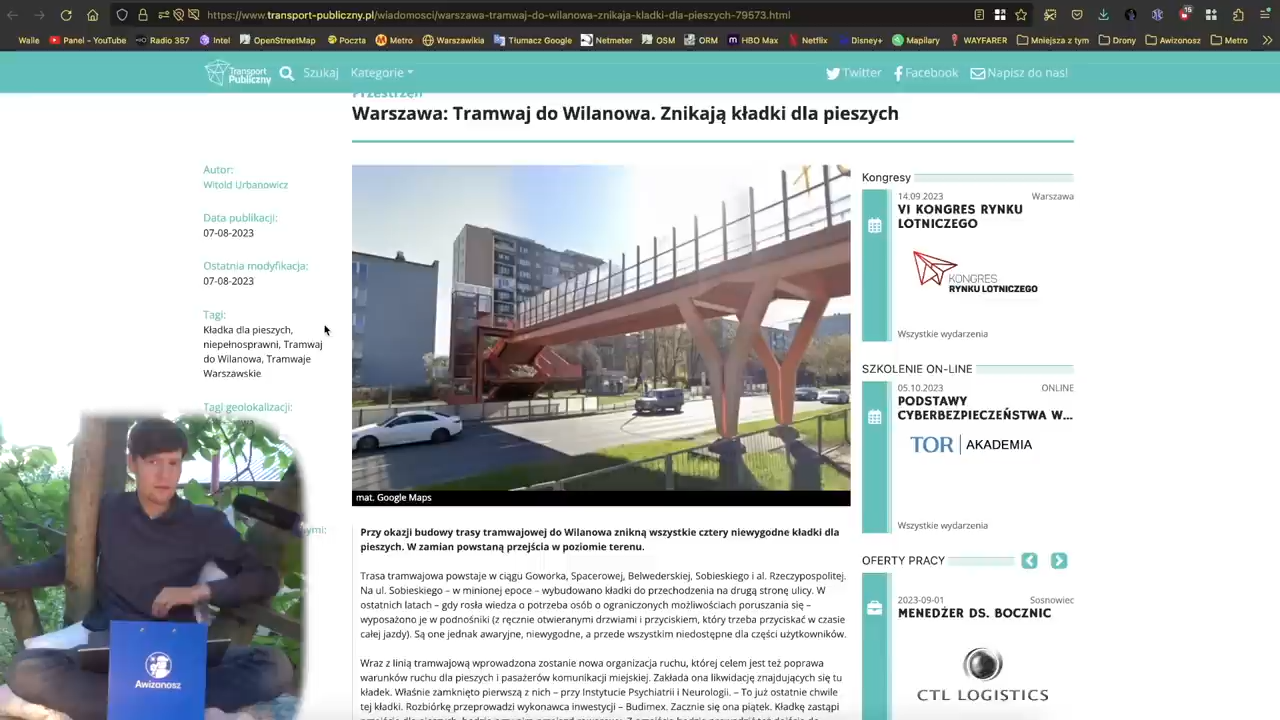 https://www.transport-publiczny.pl/wiadomosci/warszawa-tramwaj-do-wilanowa-znikaja-kladki-dla-pieszych-79573.html
15
Walle
Panel - YouTube
Radio 357
Intel
OpenStreetMap
Poczta
Metro
Warszawikia
Tłumacz Google
Netmeter
OSM
ORM
HBO Max
Netflix
Disney+
Mapilary
WAYFARER
Mniejsza z tym
Drony
Awizonosz
Metro
Transport Publiczny
Szukaj
Kategorie
Twitter
Facebook
Napisz do nas!
Przestrzeń
Warszawa: Tramwaj do Wilanowa. Znikają kładki dla pieszych
Autor:
Witold Urbanowicz
Data publikacji:
07-08-2023
Ostatnia modyfikacja:
07-08-2023
Tagi:
Kładka dla pieszych,
niepełnosprawni, Tramwaj
do Wilanowa, Tramwaje
Warszawskie
Tagi geolokalizacji:
mat. Google Maps
Przy okazji budowy trasy tramwajowej do Wilanowa znikną wszystkie cztery niewygodne kładki dla
pieszych. W zamian powstaną przejścia w poziomie terenu.
Trasa tramwajowa powstaje w ciągu Goworka, Spacerowej, Belwederskiej, Sobieskiego i al. Rzeczypospolitej.
Na ul. Sobieskiego – w minionej epoce – wybudowano kładki do przechodzenia na drugą stronę ulicy. W
ostatnich latach – gdy rosła wiedza o potrzeba osób o ograniczonych możliwościach poruszania się –
wyposażono je w podnośniki (z ręcznie otwieranymi drzwiami i przyciskiem, który trzeba przyciskać w czasie
całej jazdy). Są one jednak awaryjne, niewygodne, a przede wszystkim niedostępne dla części użytkowników.
Wraz z linią tramwajową wprowadzona zostanie nowa organizacja ruchu, której celem jest też poprawa
warunków ruchu dla pieszych i pasażerów komunikacji miejskiej. Zakłada ona likwidację znajdujących się tu
kładek. Właśnie zamknięto pierwszą z nich – przy Instytucie Psychiatrii i Neurologii. – To już ostatnie chwile
tej kładki. Rozbiórkę przeprowadzi wykonawca inwestycji – Budimex. Zacznie się ona piątek. Kładkę zastąpi
Kongresy
14.09.2023
Warszawa
VI KONGRES RYNKU
LOTNICZEGO
KONGRES
RYNKU LOTNICZEGO
Wszystkie wydarzenia
SZKOLENIE ON-LINE
05.10.2023
ONLINE
PODSTAWY
CYBERBEZPIECZEŃSTWA W...
TOR AKADEMIA
Wszystkie wydarzenia
OFERTY PRACY
2023-09-01
Sosnowiec
MENEDŻER DS. BOCZNIC
CTL LOGISTICS
Awizonosz